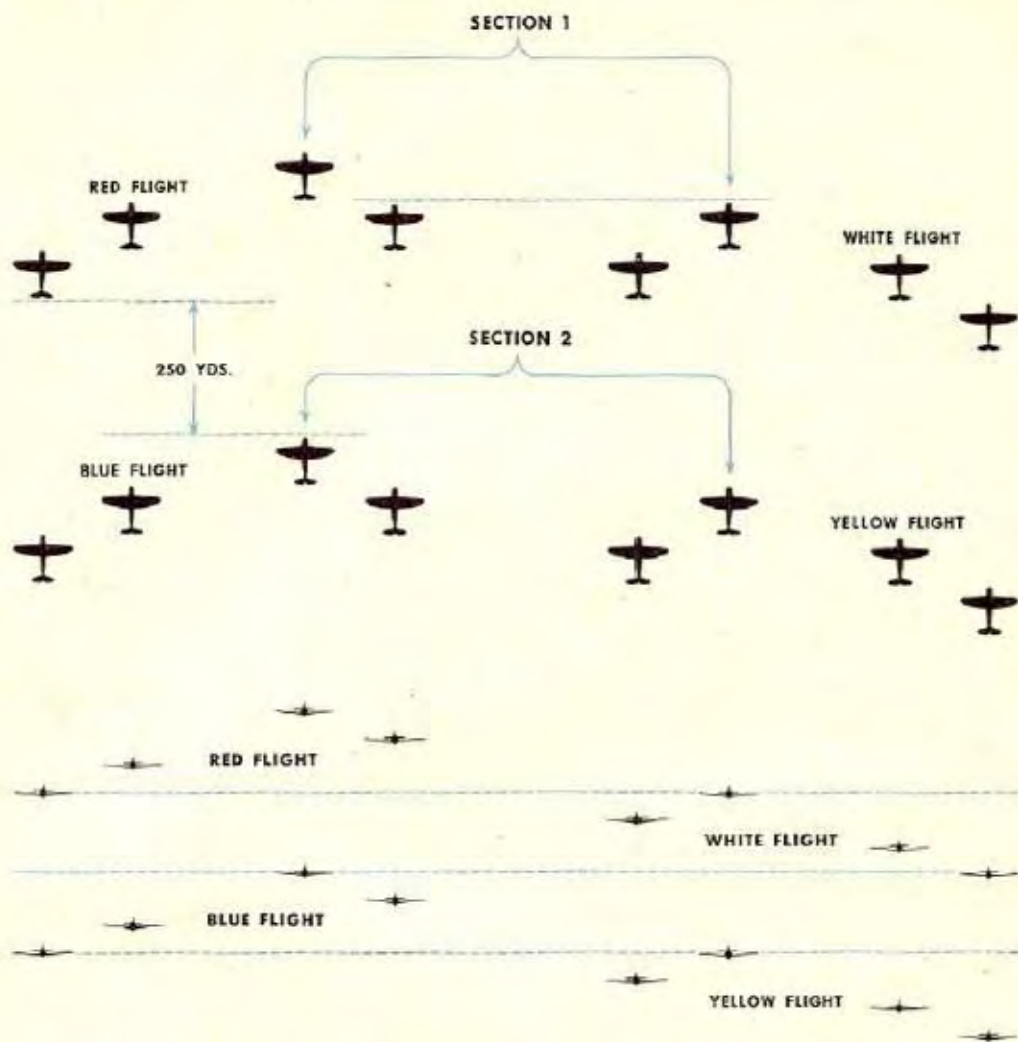 SECTION 1
RED FLIGHT
WHITE FLIGHT
SECTION 2
250 YDS.
BLUE FLIGHT
YELLOW FLIGHT
RED FLIGHT
WHITE FLIGHT
BLUE FLIGHT
YELLOW FLIGHT